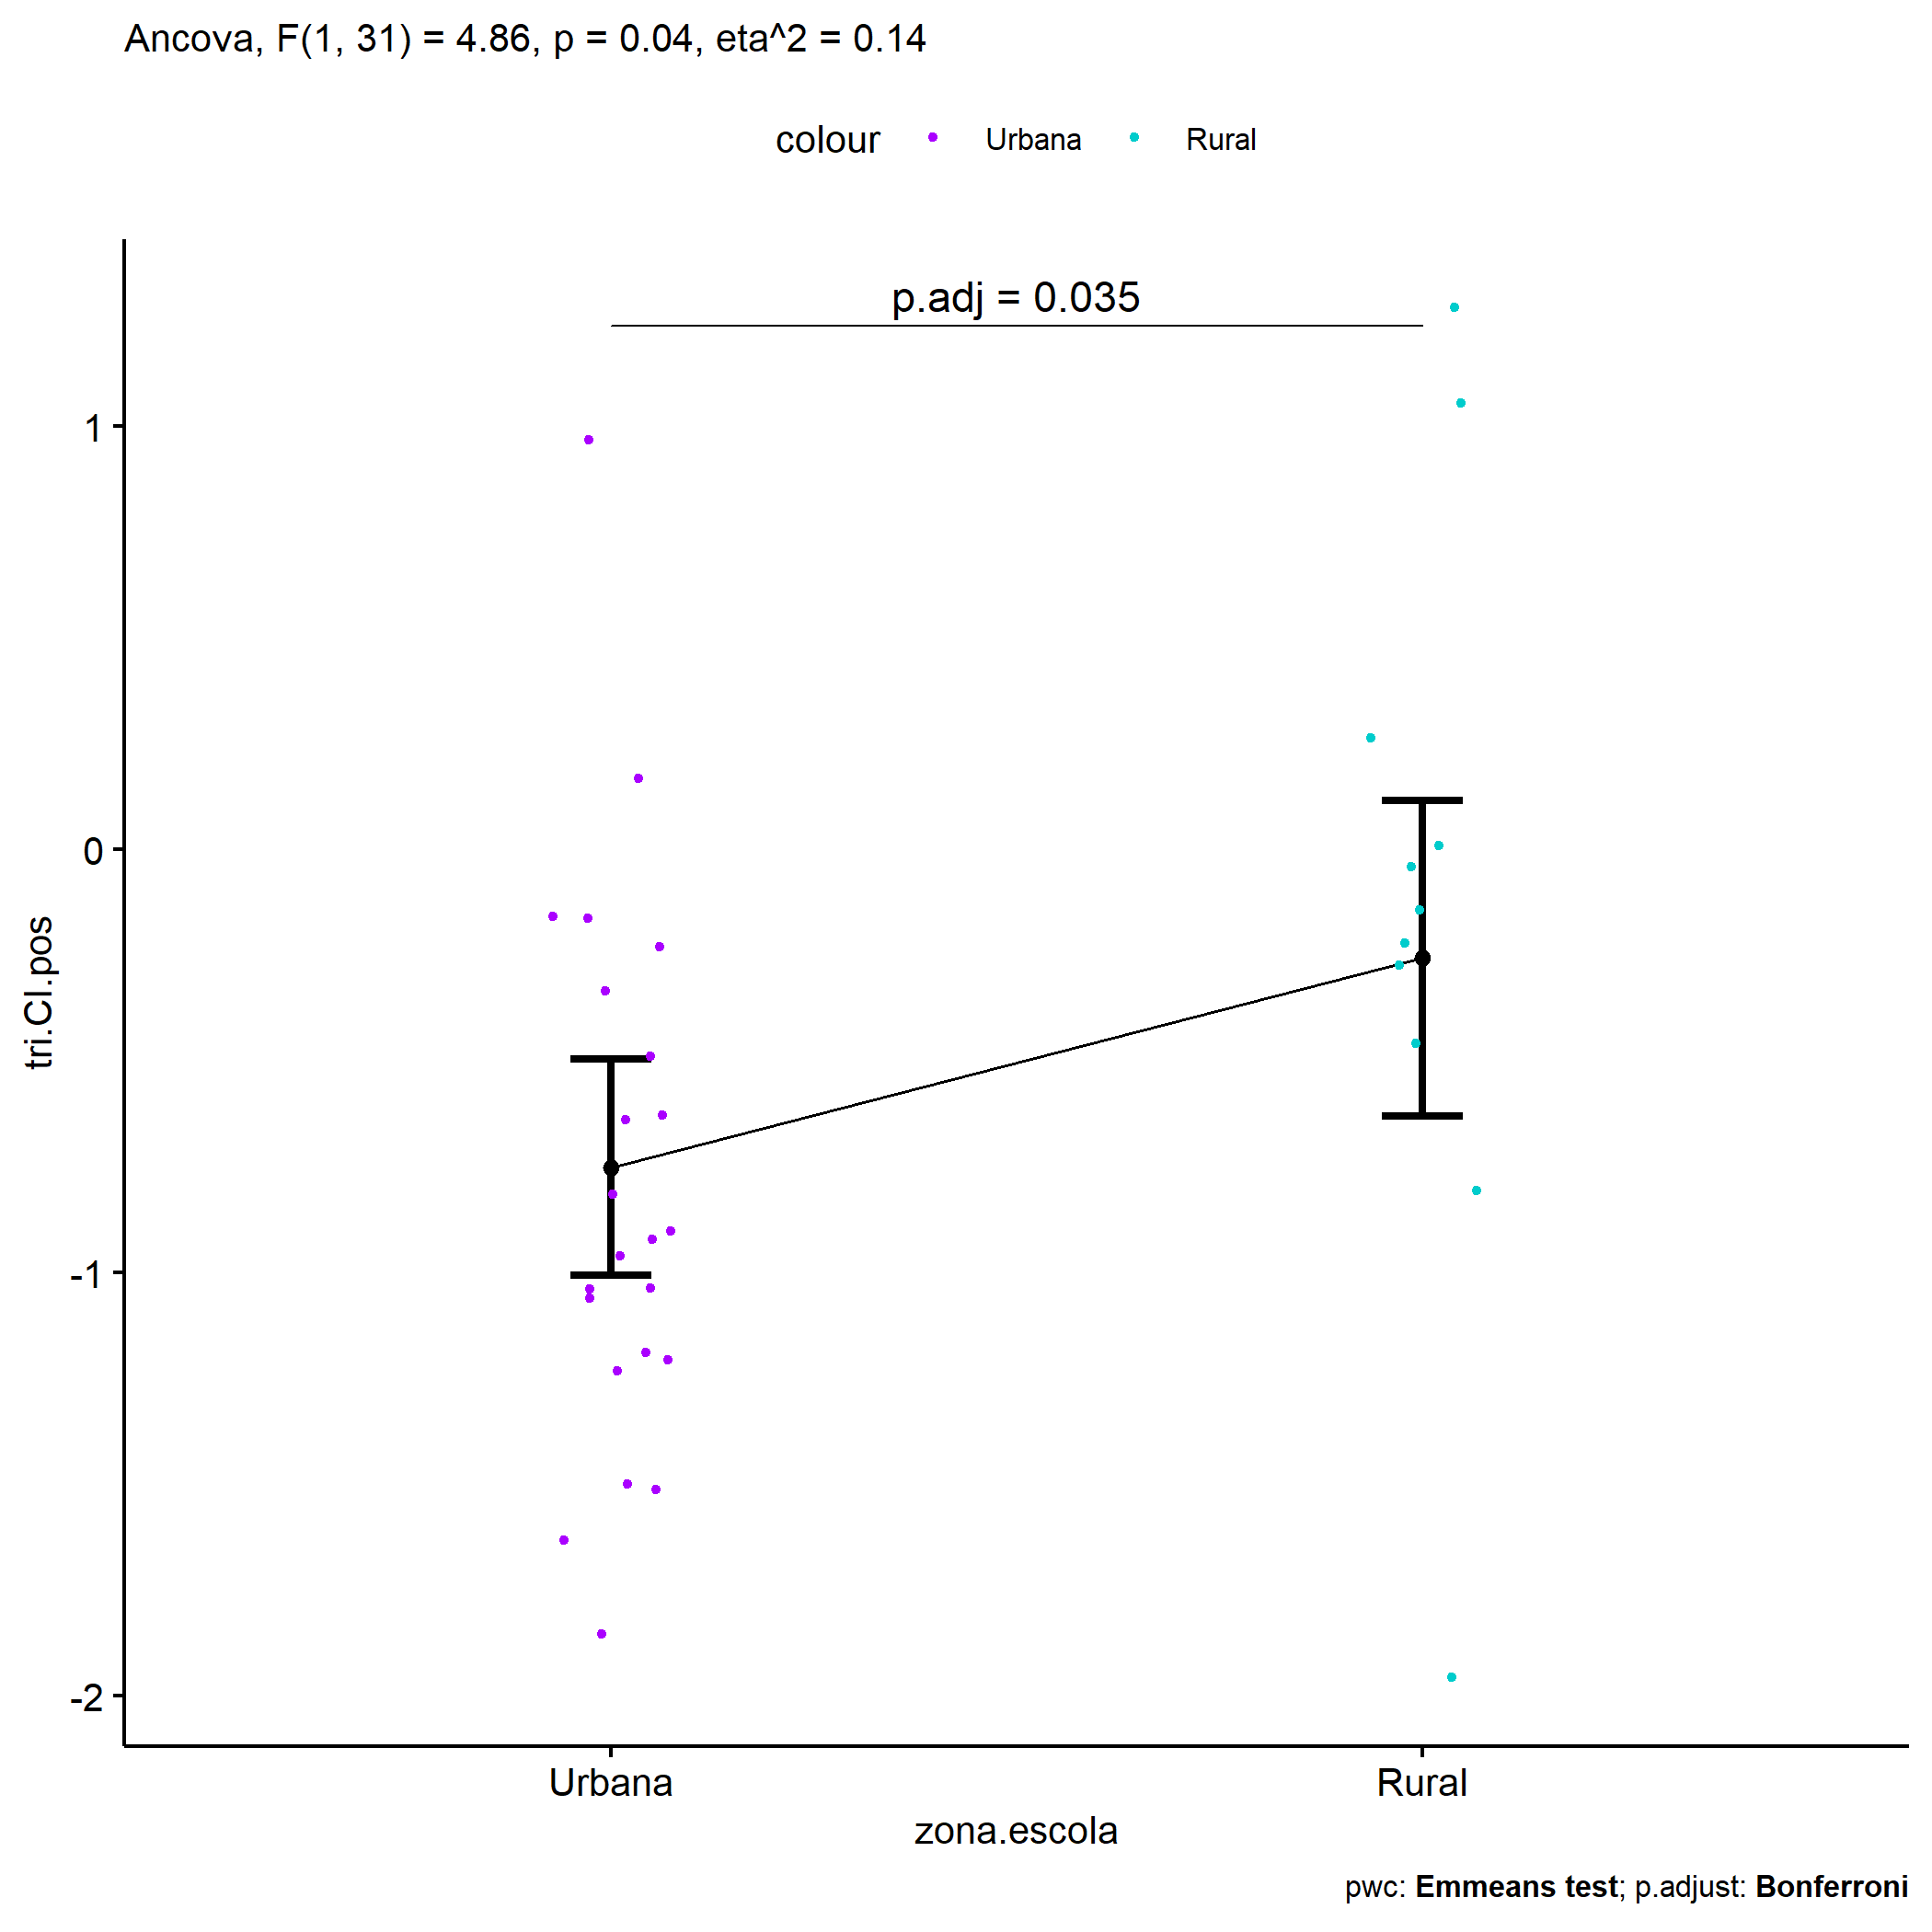 Ancova, F(1, 31) = 4.86, p = 0.04, eta^2 = 0.14
colour Urbana Rural
p.adj = 0.035
1
0
-1
-2
tri.CI.pos
Urbana Rural
zona.escola
pwc: Emmeans test; p.adjust: Bonferroni